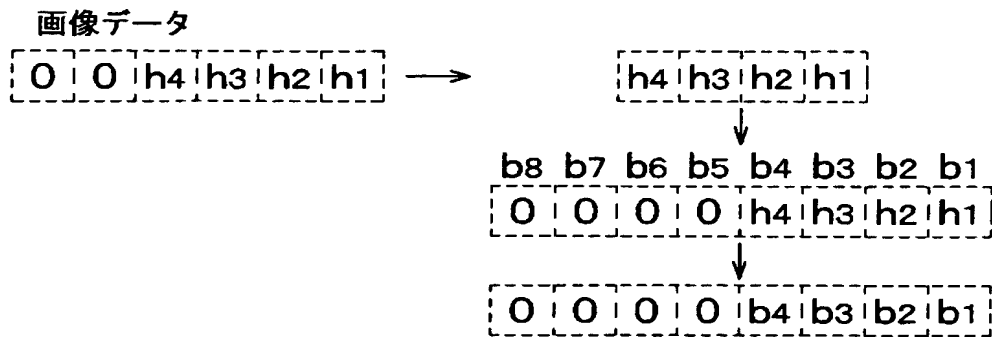 画像データ
0 0 h4 h3 h2 h1
h4 h3 h2 h1
b8 b7 b6 b5 b4 b3 b2 b1
0 0 0 0 h4 h3 h2 h1
0 0 0 0 b4 b3 b2 b1